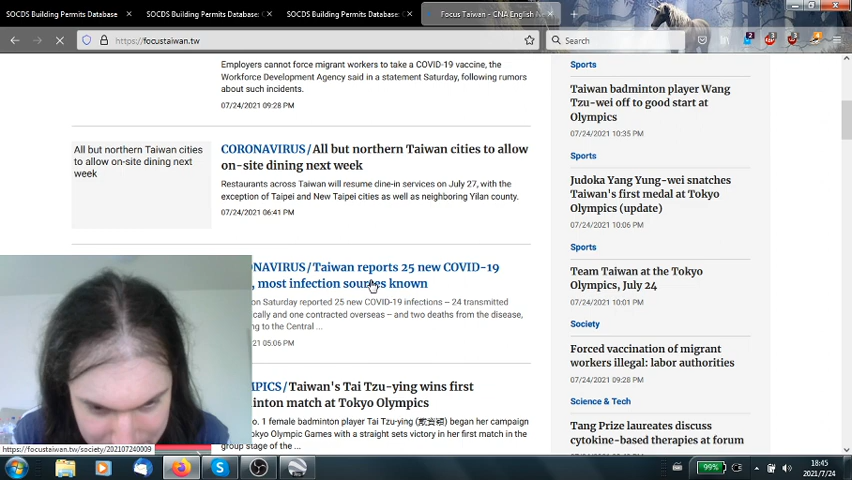 SOCDS Building Permits Database:
SOCDS Building Permits Database: C
SOCDS Building Permits Database: C
Focus Taiwan - CNA English Ne
https://focustaiwan.tw
Search
Employers cannot force migrant workers to take a COVID-19 vaccine, the
Workforce Development Agency said in a statement Saturday, following rumors
about such incidents.
07/24/2021 09:28 PM
All but northern Taiwan cities
to allow on-site dining next
week
CORONAVIRUS/All but northern Taiwan cities to allow
on-site dining next week
Restaurants across Taiwan will resume dine-in services on July 27, with the
exception of Taipei and New Taipei cities as well as neighboring Yilan county.
07/24/2021 06:41 PM
NAVIRUS/Taiwan reports 25 new COVID-19
, most infection sources known
on Saturday reported 25 new COVID-19 infections -- 24 transmitted
ically and one contracted overseas -- and two deaths from the disease,
ng to the Central ...
021 05:06 PM
PICS/Taiwan's Tai Tzu-ying wins first
inton match at Tokyo Olympics
o. 1 female badminton player Tai Tzu-ying (戴資穎) began her campaign
okyo Olympic Games with a straight sets victory in her first match in the
group stage of the ...
Sports
Taiwan badminton player Wang
Tzu-wei off to good start at
Olympics
07/24/2021 10:35 PM
Sports
Judoka Yang Yung-wei snatches
Taiwan's first medal at Tokyo
Olympics (update)
07/24/2021 10:06 PM
Sports
Team Taiwan at the Tokyo
Olympics, July 24
07/24/2021 10:01 PM
Society
Forced vaccination of migrant
workers illegal: labor authorities
07/24/2021 09:28 PM
Science & Tech
Tang Prize laureates discuss
cytokine-based therapies at forum
https://focustaiwan.tw/society/202107240009
99%
18:45
2021/7/24